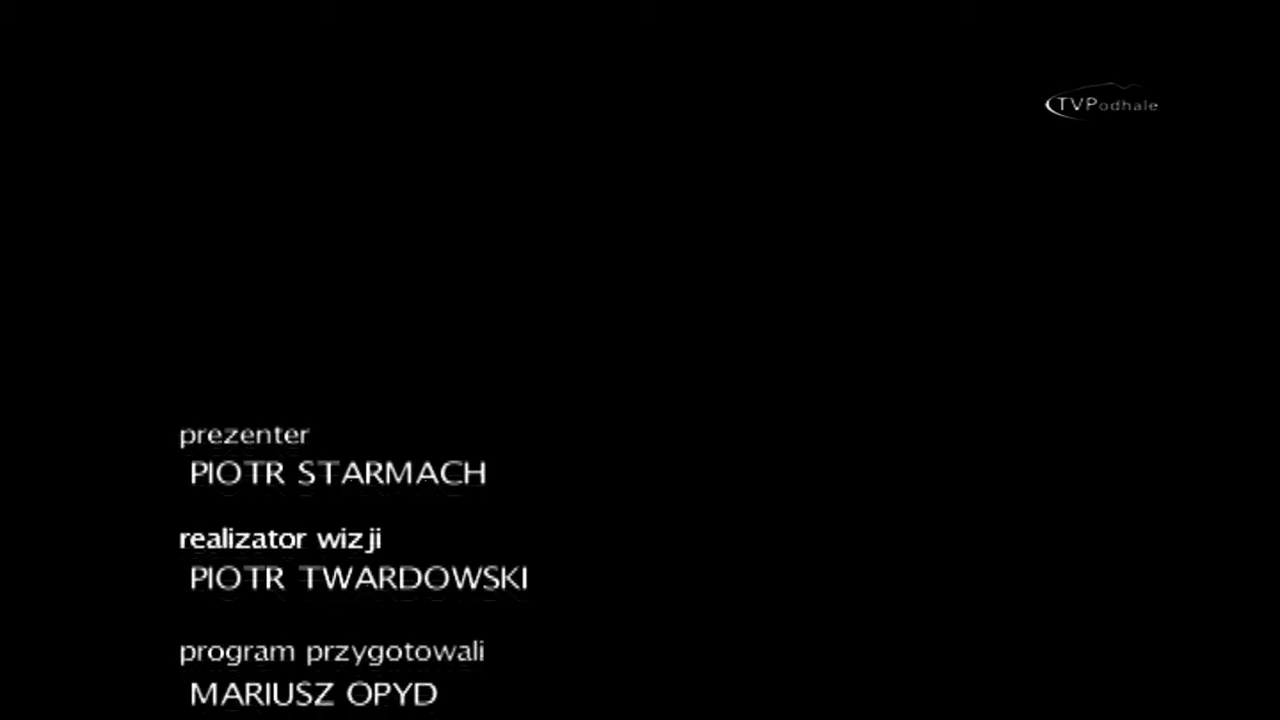 TVPodhale
prezenter
PIOTR STARMACH
realizator wizji
PIOTR TWARDOWSKI
program przygotowali
MARIUSZ OPYD